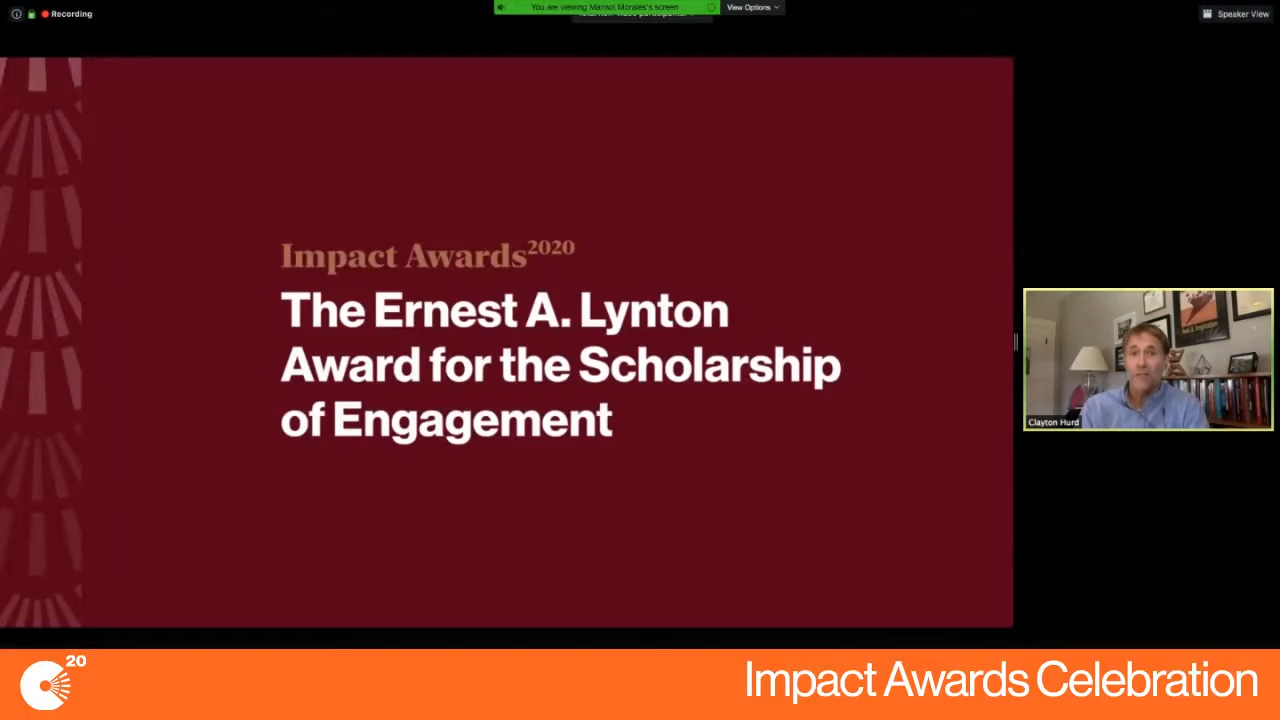 Recording
You are viewing Marisol Morales's screen
View Options
Speaker View
Impact Awards2020
The Ernest A. Lynton
Award for the Scholarship
of Engagement
Clayton Hurd
20
Impact Awards Celebration